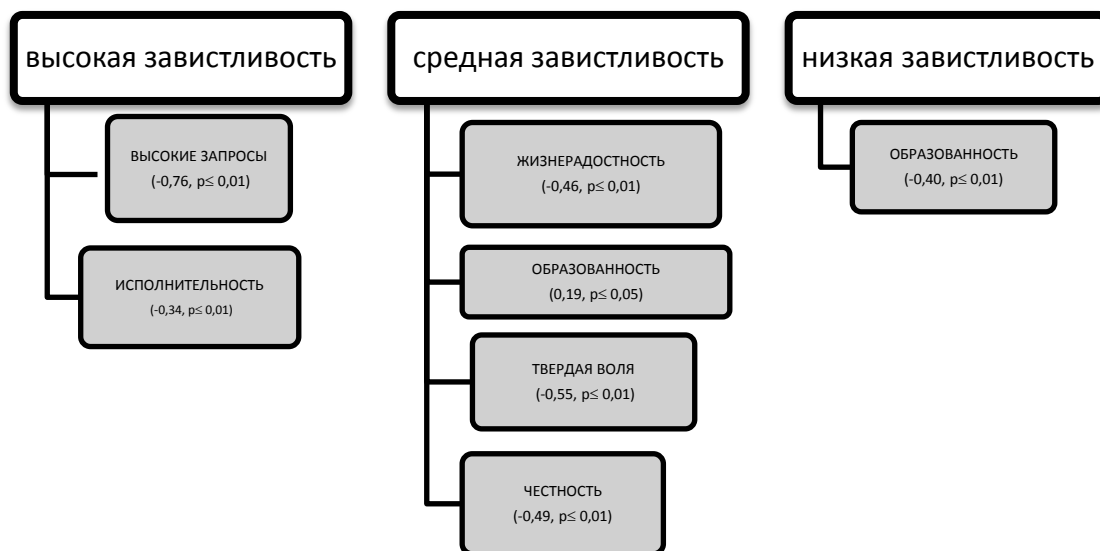 высокая завистливость
ВЫСОКИЕ ЗАПРОСЫ
(-0,76, p≤ 0,01)
ИСПОЛНИТЕЛЬНОСТЬ
(-0,34, p≤ 0,01)
средная завистливость
ЖИЗНЕРАДОСТНОСТЬ
(-0,46, p≤ 0,01)
ОБРАЗОВАННОСТЬ
(0,19, p≤ 0,05)
ТВЕРДАЯ ВОЛЯ
(-0,55, p≤ 0,01)
ЧЕСТНОСТЬ
(-0,49, p≤ 0,01)
низкая завистливость
ОБРАЗОВАННОСТЬ
(-0,40, p≤ 0,01)